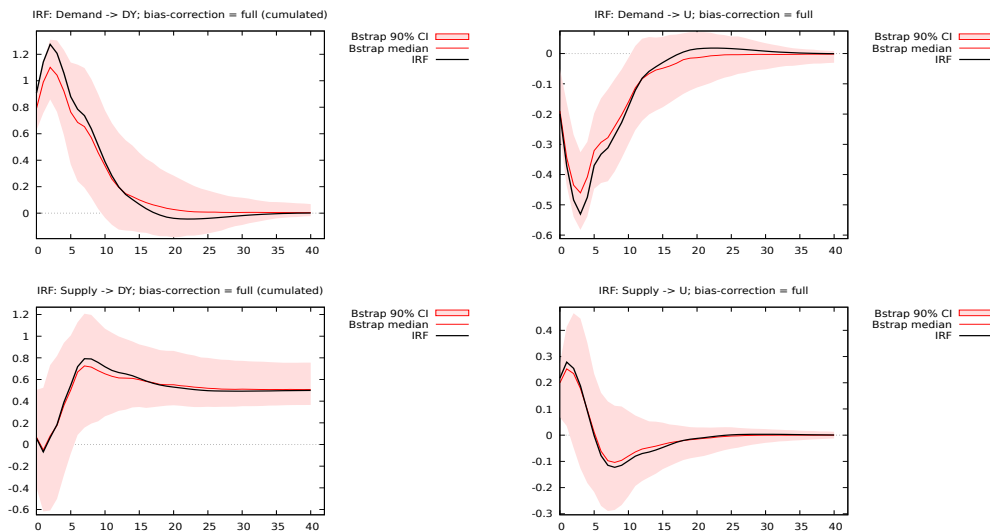 IRF: Demand -> DY; bias-correction = full (cumulated)
Bstrap 90% CI
Bstrap median
IRF
1.2
1
0.8
0.6
0.4
0.2
0
0 5 10 15 20 25 30 35 40
IRF: Demand -> U; bias-correction = full
Bstrap 90% CI
Bstrap median
IRF
0
-0.1
-0.2
-0.3
-0.4
-0.5
-0.6
0 5 10 15 20 25 30 35 40
IRF: Supply -> DY; bias-correction = full (cumulated)
Bstrap 90% CI
Bstrap median
IRF
1.2
1
0.8
0.6
0.4
0.2
0
-0.2
-0.4
-0.6
0 5 10 15 20 25 30 35 40
IRF: Supply -> U; bias-correction = full
Bstrap 90% CI
Bstrap median
IRF
0.4
0.3
0.2
0.1
0
-0.1
-0.2
-0.3
0 5 10 15 20 25 30 35 40